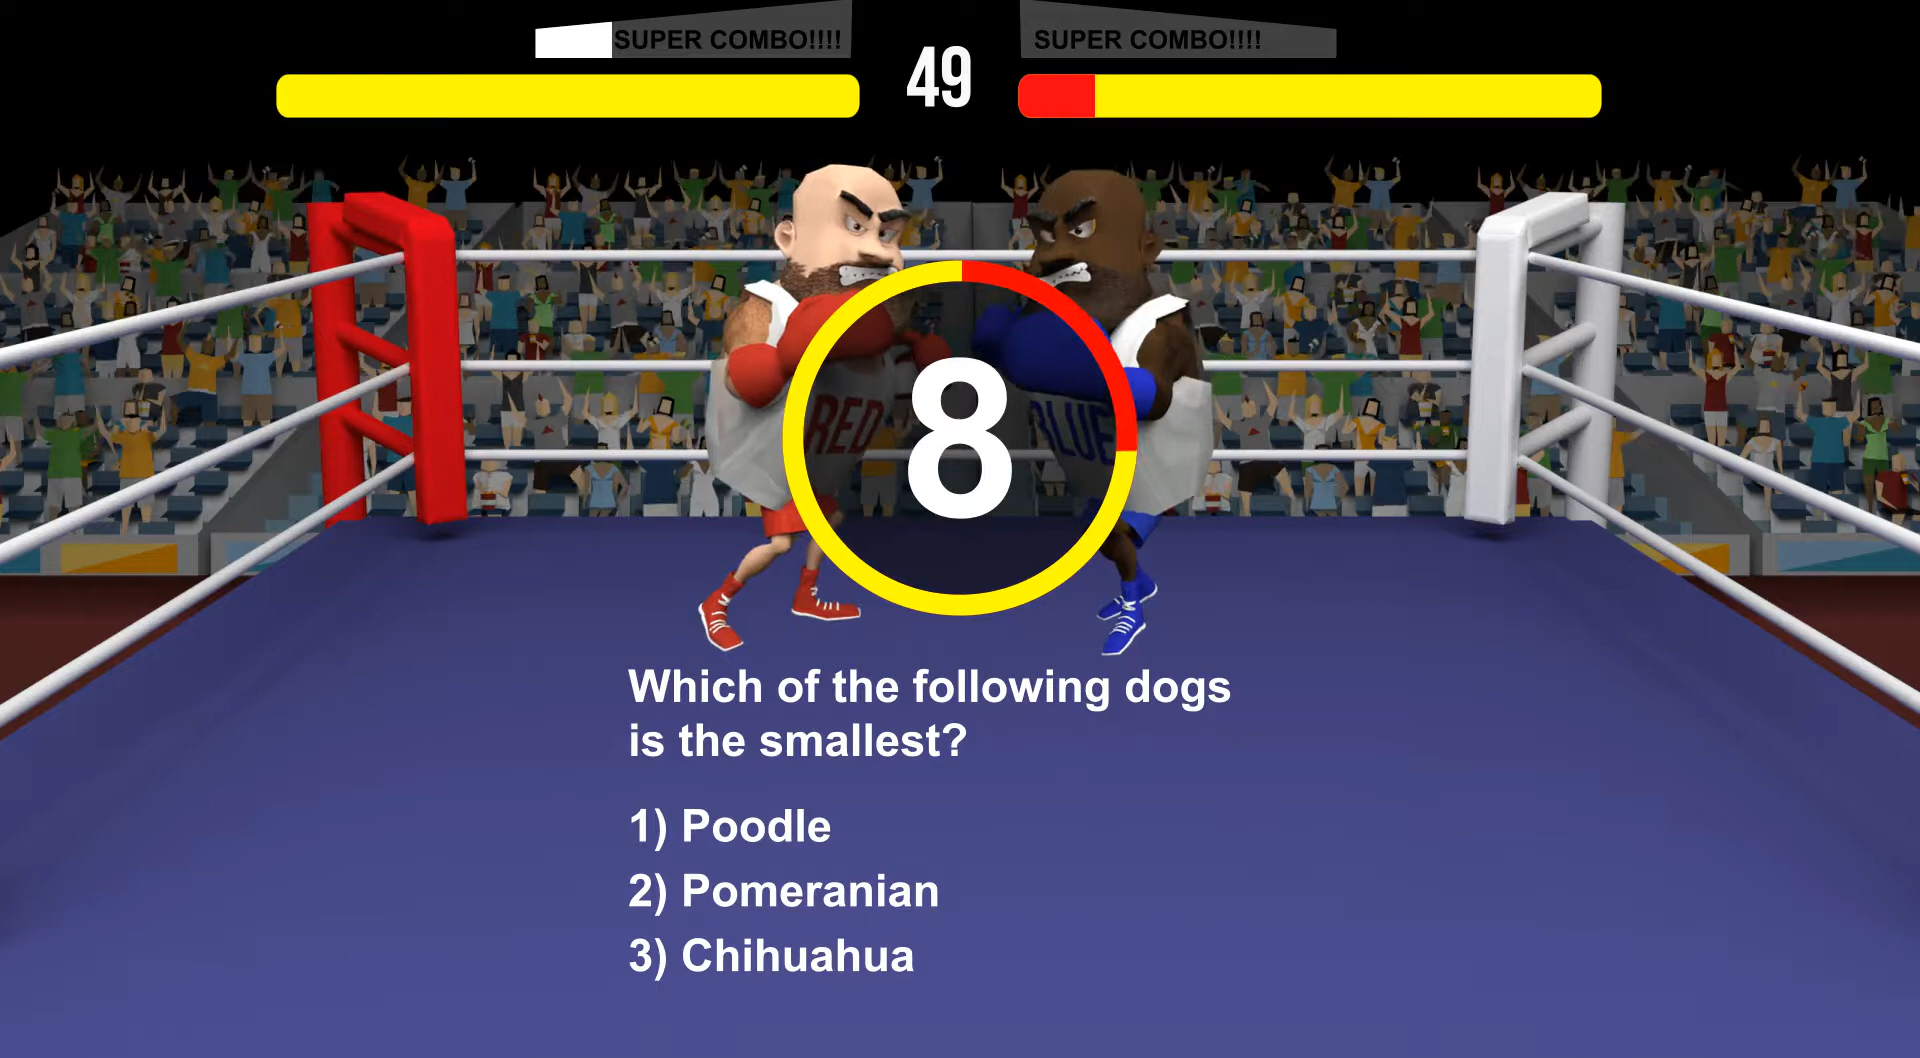 SUPER COMBO!!!!
49
SUPER COMBO!!!!
RED
BLUE
8
Which of the following dogs
is the smallest?
1) Poodle
2) Pomeranian
3) Chihuahua